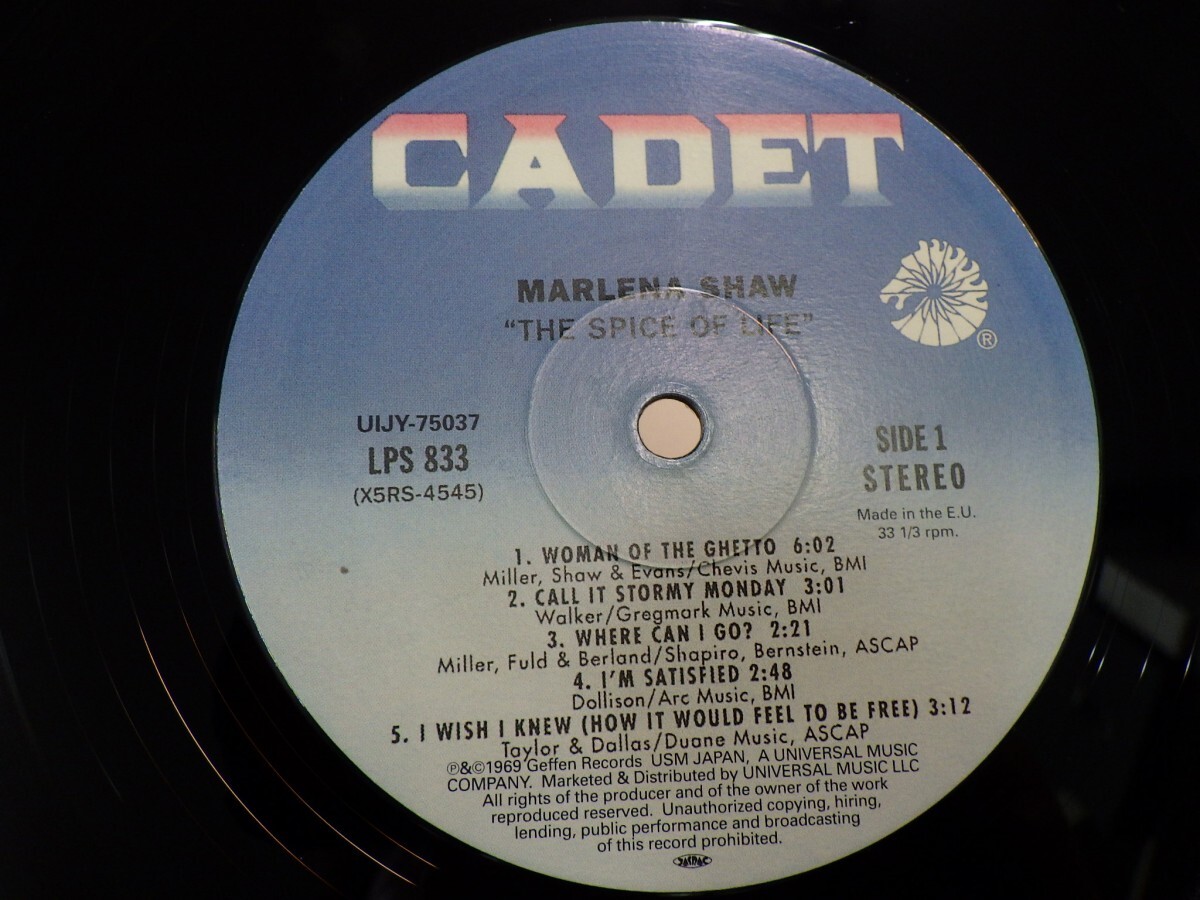 CADET
MARLENA SHAW
"THE SPICE OF LIFE"
®
UIJY-75037
LPS 833
(X5RS-4545)
SIDE 1
STEREO
Made in the E.U.
33 1/3 rpm.
1. WOMAN OF THE GHETTO 6:02
Miller, Shaw & Evans/Chevis Music, BMI
2. CALL IT STORMY MONDAY 3:01
Walker/Gregmark Music, BMI
3. WHERE CAN I GO? 2:21
Miller, Fuld & Berland/Shapiro, Bernstein, ASCAP
4. I'M SATISFIED 2:48
Dollison/Arc Music, BMI
5. I WISH I KNEW (HOW IT WOULD FEEL TO BE FREE) 3:12
Taylor & Dallas/Duane Music, ASCAP
℗&©1969 Geffen Records USM JAPAN, A UNIVERSAL MUSIC
COMPANY. Marketed & Distributed by UNIVERSAL MUSIC LLC
All rights of the producer and of the owner of the work
reproduced reserved. Unauthorized copying, hiring,
lending, public performance and broadcasting
of this record prohibited.